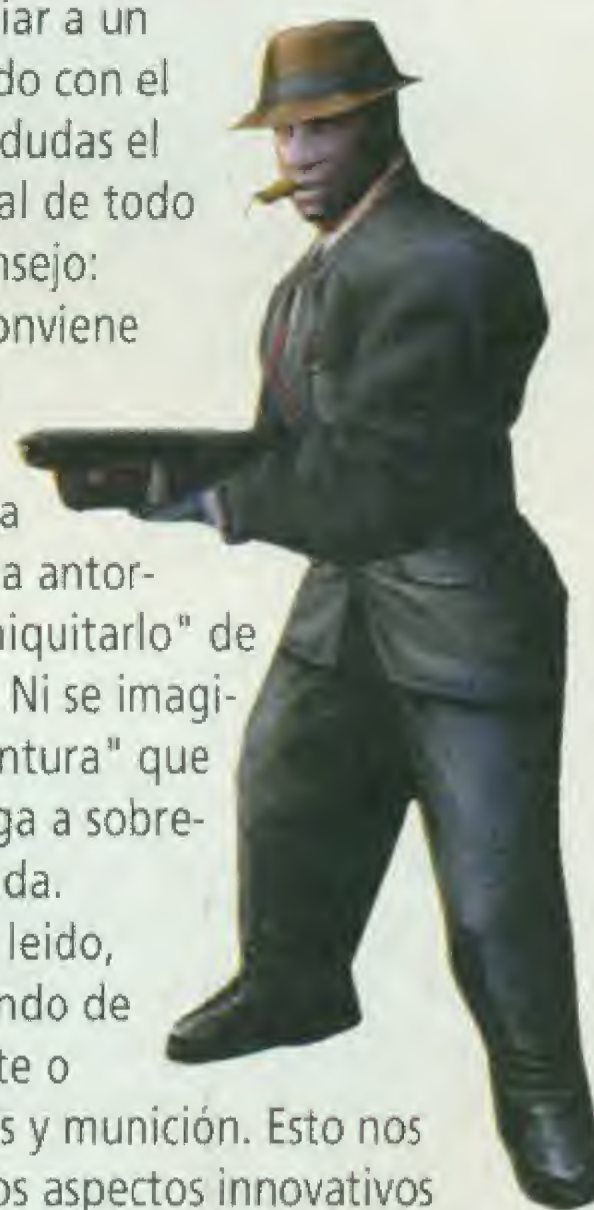 iar a un
do con el
dudas el
al de todo
nsejo:
onviene
a
a antor-
niquitarlo" de
Ni se imagi-
ntura" que
ga a sobre-
da.
leido,
ndo de
te o
s y munición. Esto nos
os aspectos innovativos